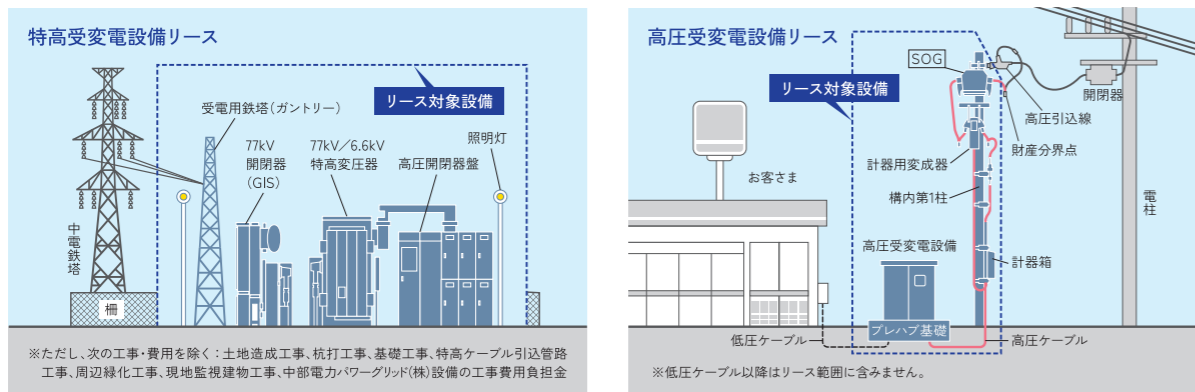 特高受変電設備リース
リース対象設備
受電用鉄塔(ガントリー)
照明灯
77kV
開閉器
(GIS)
77kV/6.6kV
特高変圧器
高圧開閉器盤
中電鉄塔
柵
※ただし、次の工事・費用を除く:土地造成工事、杭打工事、基礎工事、特高ケーブル引込管路
工事、周辺緑化工事、現地監視建物工事、中部電力パワーグリッド(株)設備の工事費用負担金
高圧受変電設備リース
SOG
リース対象設備
開閉器
高圧引込線
財産分界点
計器用変成器
お客さま
構内第1柱
電柱
高圧受変電設備
計器箱
プレハブ基礎
低圧ケーブル
高圧ケーブル
※低圧ケーブル以降はリース範囲に含みません。